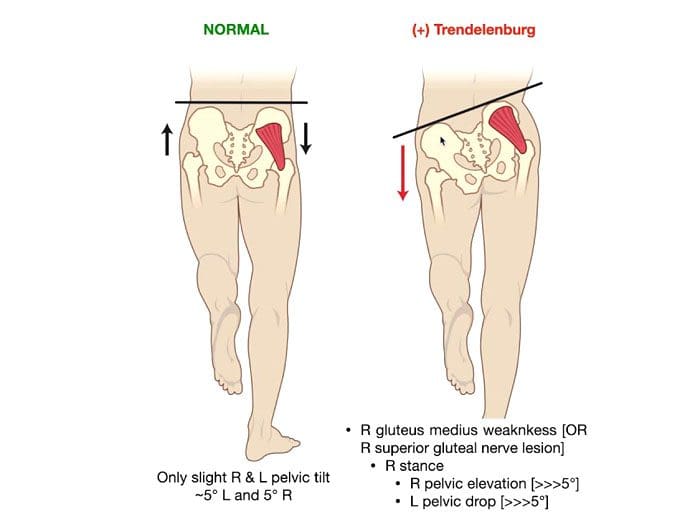 NORMAL
(+) Trendelenburg
Only slight R & L pelvic tilt
~5° L and 5° R
• R gluteus medius weaknkess [OR
R superior gluteal nerve lesion]
• R stance
• R pelvic elevation [>>>5°]
• L pelvic drop [>>>5°]